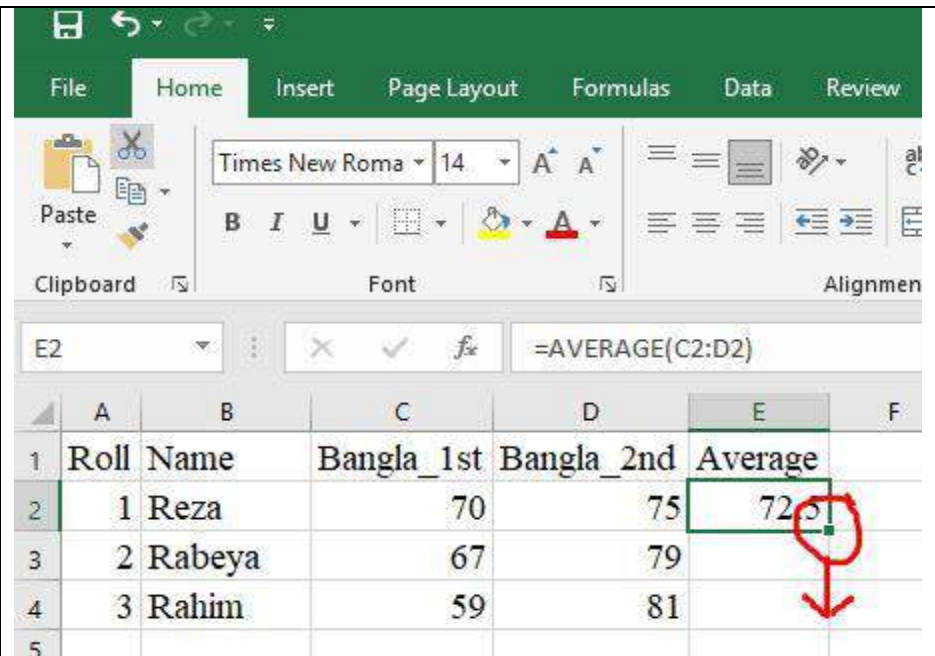 File Home Insert Page Layout Formulas Data Review
Times New Roma 14 A A
Paste B I U A
Clipboard Font Alignmen
E2 fx =AVERAGE(C2:D2)
A B C D E F
1 Roll Name Bangla_1st Bangla_2nd Average
2 1 Reza 70 75 72.5
3 2 Rabeya 67 79
4 3 Rahim 59 81
5